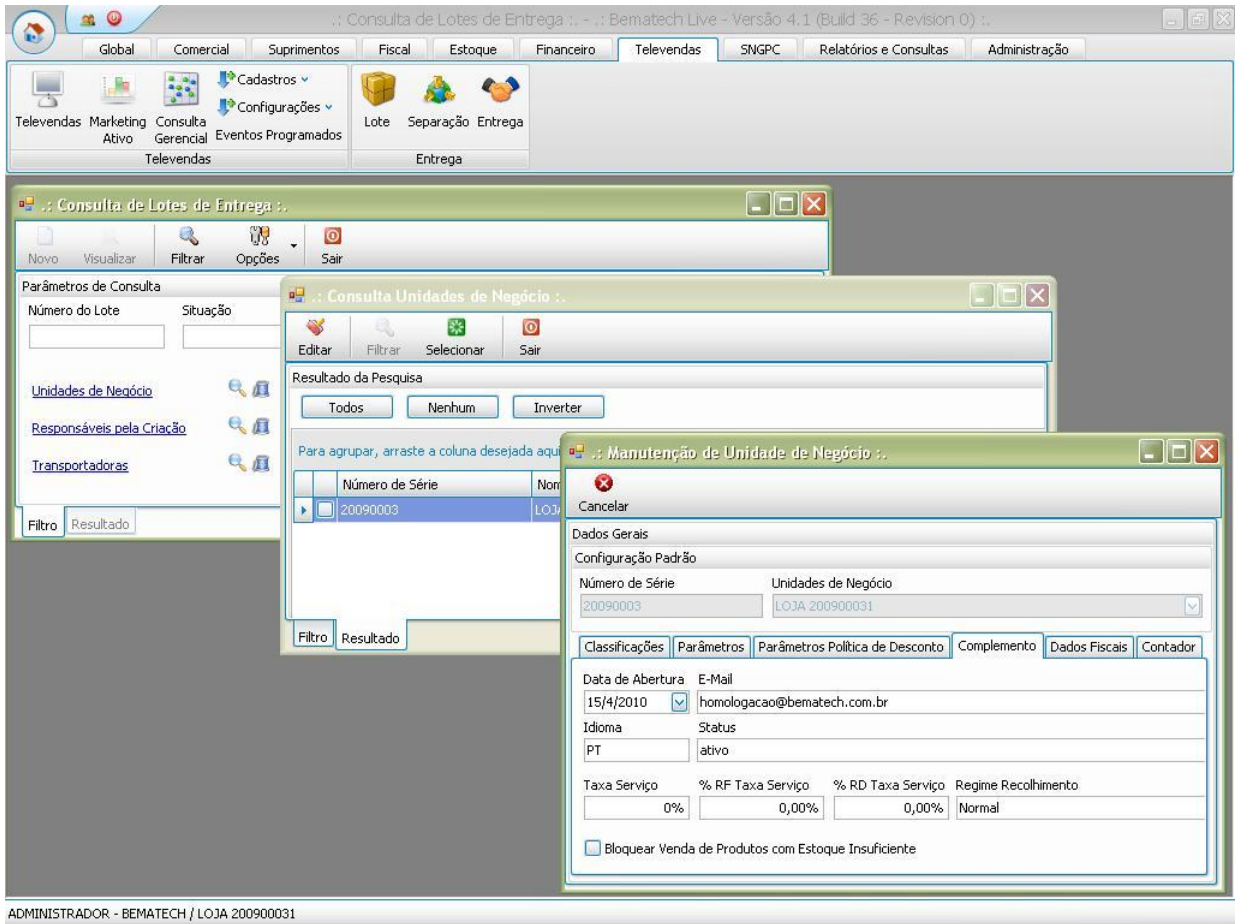 .: Consulta de Lotes de Entrega :. - .: Bematech Live - Versão 4.1 (Build 36 - Revision 0) :.
Global Comercial Suprimentos Fiscal Estoque Financeiro Televendas SNGPC Relatórios e Consultas Administração
Cadastros
Configurações
Eventos Programados
Televendas Marketing Ativo Consulta Gerencial
Lote Separação Entrega
Televendas Entrega
.: Consulta de Lotes de Entrega :.
Novo Visualizar Filtrar Opções Sair
Parâmetros de Consulta
Número do Lote Situação
Unidades de Negócio
Responsáveis pela Criação
Transportadoras
Filtro Resultado
.: Consulta Unidades de Negócio :.
Editar Filtrar Selecionar Sair
Resultado da Pesquisa
Todos Nenhum Inverter
Para agrupar, arraste a coluna desejada aqui
Número de Série
20090003
Filtro Resultado
.: Manutenção de Unidade de Negócio :.
Cancelar
Dados Gerais
Configuração Padrão
Número de Série Unidades de Negócio
20090003 LOJA 200900031
Classificações Parâmetros Parâmetros Política de Desconto Complemento Dados Fiscais Contador
Data de Abertura E-Mail
15/4/2010 homologacao@bematech.com.br
Idioma Status
PT ativo
Taxa Serviço % RF Taxa Serviço % RD Taxa Serviço Regime Recolhimento
0% 0,00% 0,00% Normal
Bloquear Venda de Produtos com Estoque Insuficiente
ADMINISTRADOR - BEMATECH / LOJA 200900031